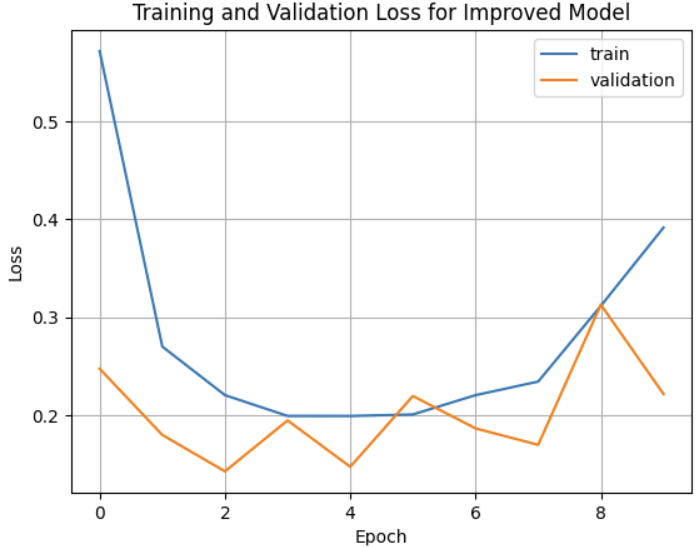 Training and Validation Loss for Improved Model
train
validation
0.5
0.4
0.3
0.2
Loss
0 2 4 6 8
Epoch